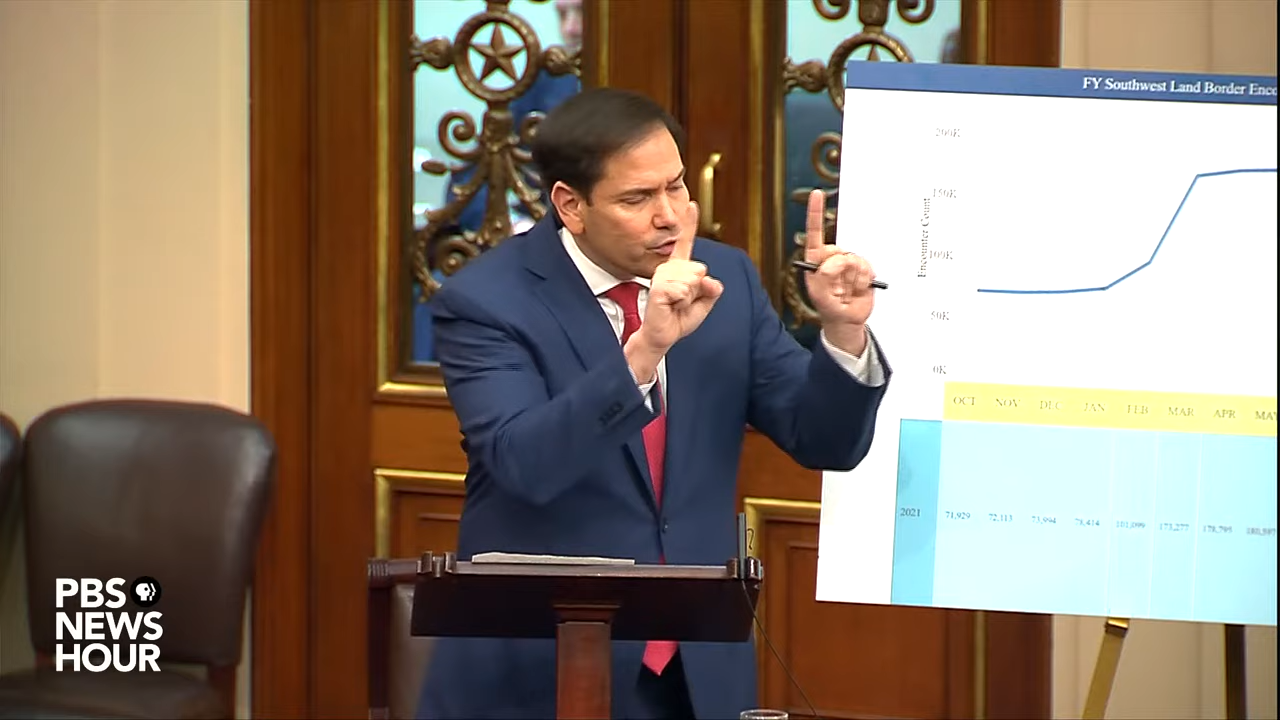 FY Southwest Land Border Enco
200K
150K
100K
50K
0K
Encounter Count
OCT NOV DEC JAN FEB MAR APR MAY
2021 71,929 72,113 73,994 78,414 101,099 173,277 178,795
PBS
NEWS
HOUR